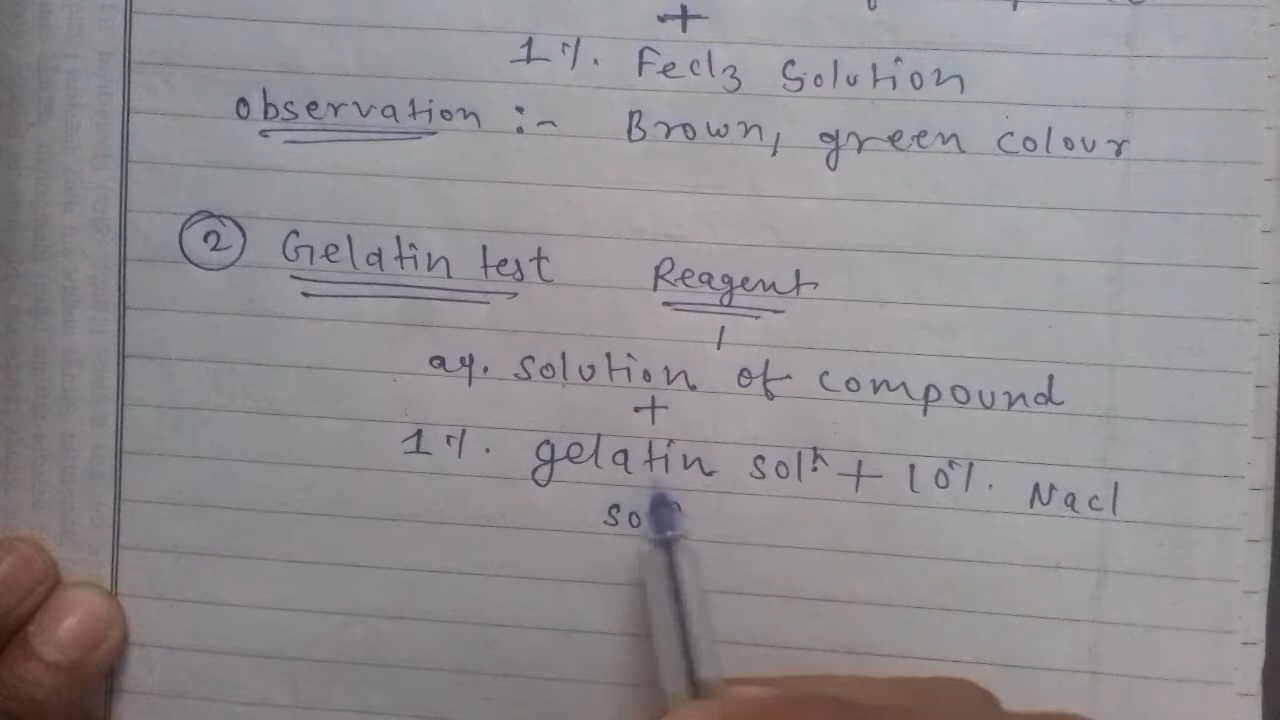 +
1%. Fecl3 Solution
observation :- Brown, green colour
2 Gelatin test Reagent
aq. solution of compound
+
1%. gelatin solⁿ + 10%. Nacl
so